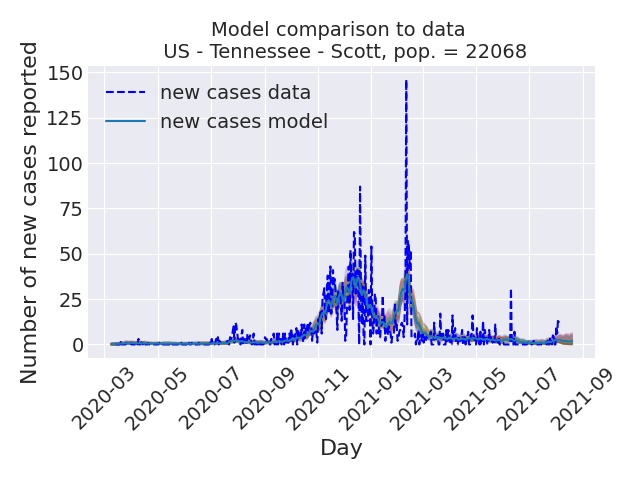 Model comparison to data
US - Tennessee - Scott, pop. = 22068
new cases data
new cases model
Number of new cases reported
150
125
100
75
50
25
0
2020-03
2020-05
2020-07
2020-09
2020-11
2021-01
2021-03
2021-05
2021-07
2021-09
Day